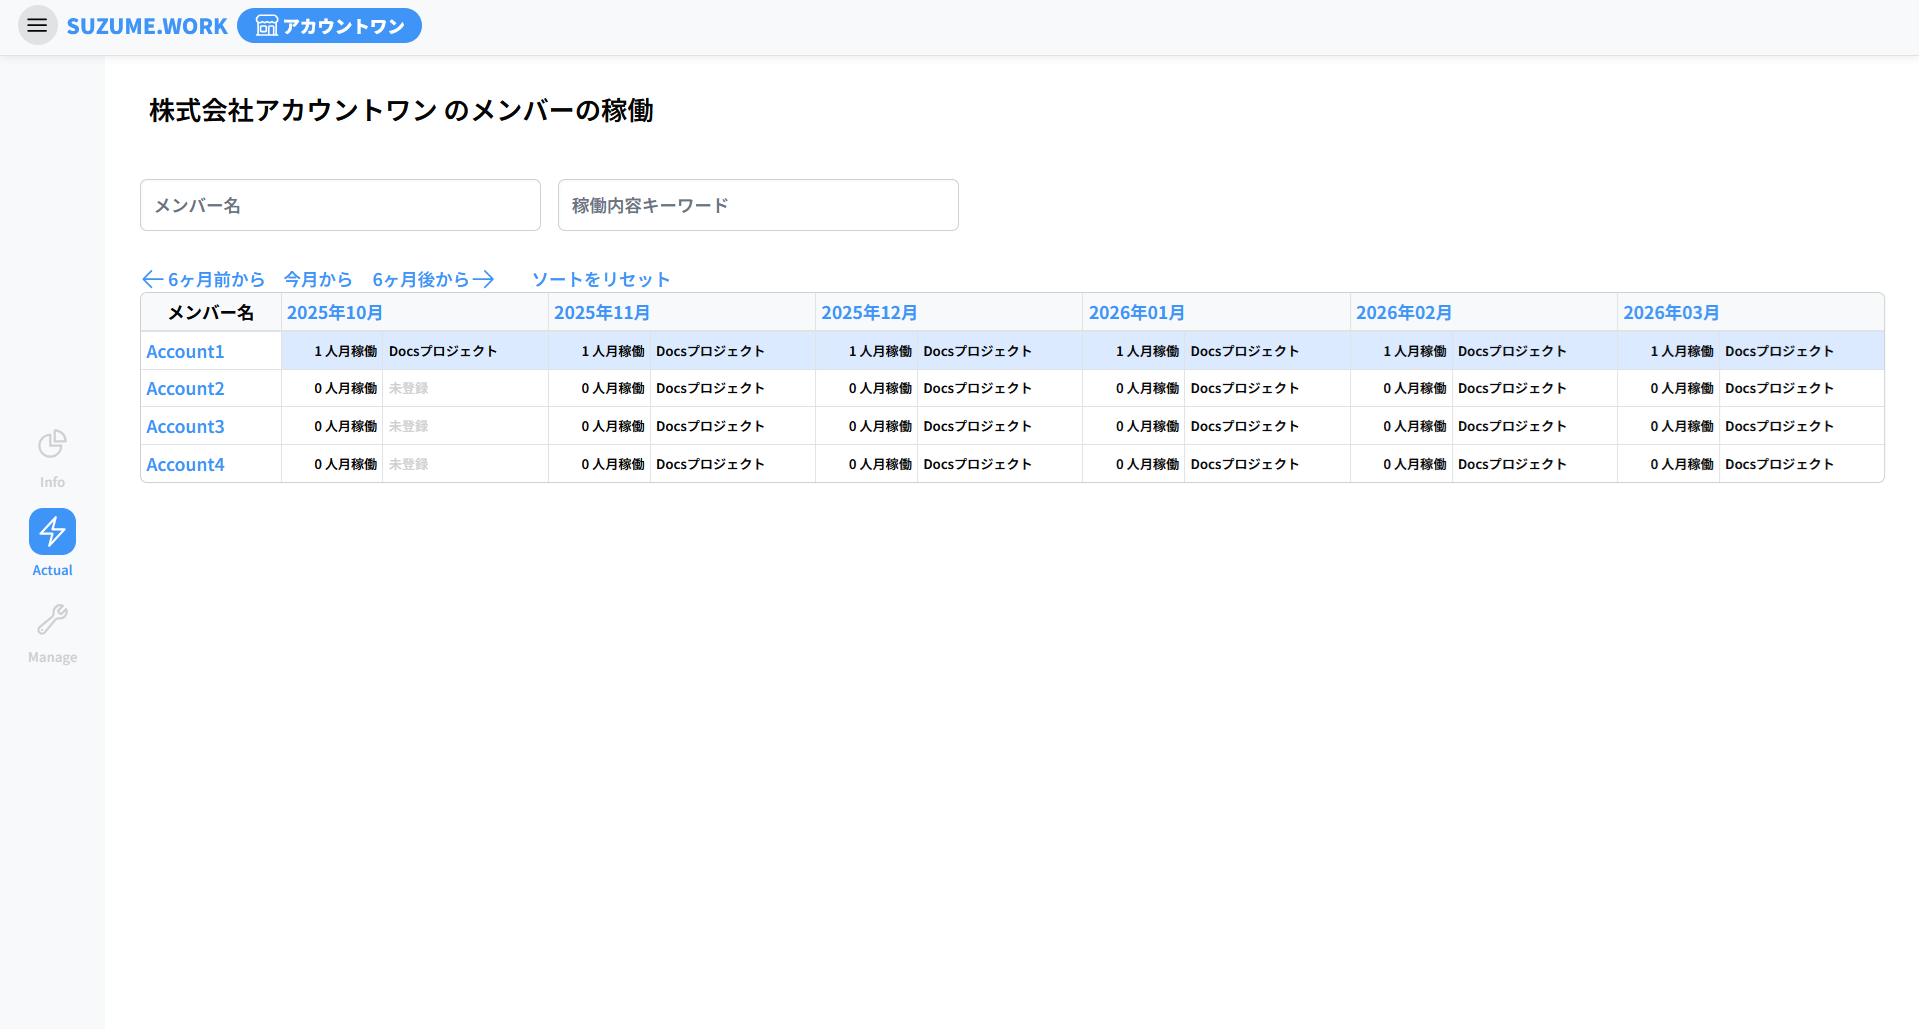 SUZUME.WORK アカウントワン
株式会社アカウントワン のメンバーの稼働
メンバー名 稼働内容キーワード
6ヶ月前から 今月から 6ヶ月後から ソートをリセット
メンバー名 2025年10月 2025年11月 2025年12月 2026年01月 2026年02月 2026年03月
Account1 1 人月稼働 Docsプロジェクト 1 人月稼働 Docsプロジェクト 1 人月稼働 Docsプロジェクト 1 人月稼働 Docsプロジェクト 1 人月稼働 Docsプロジェクト 1 人月稼働 Docsプロジェクト
Account2 0 人月稼働 未登録 0 人月稼働 Docsプロジェクト 0 人月稼働 Docsプロジェクト 0 人月稼働 Docsプロジェクト 0 人月稼働 Docsプロジェクト 0 人月稼働 Docsプロジェクト
Account3 0 人月稼働 未登録 0 人月稼働 Docsプロジェクト 0 人月稼働 Docsプロジェクト 0 人月稼働 Docsプロジェクト 0 人月稼働 Docsプロジェクト 0 人月稼働 Docsプロジェクト
Account4 0 人月稼働 未登録 0 人月稼働 Docsプロジェクト 0 人月稼働 Docsプロジェクト 0 人月稼働 Docsプロジェクト 0 人月稼働 Docsプロジェクト 0 人月稼働 Docsプロジェクト
Info
Actual
Manage